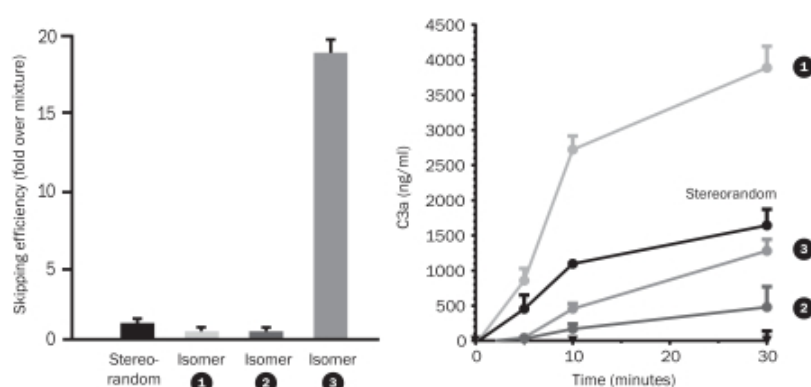 Skipping efficiency (fold over mixture)
20
15
10
5
0
Stereo-
random
Isomer
1
Isomer
2
Isomer
3
C3a (ng/ml)
4500
4000
3500
3000
2500
2000
1500
1000
500
0
0
10
20
30
Time (minutes)
1
Stereorandom
3
2